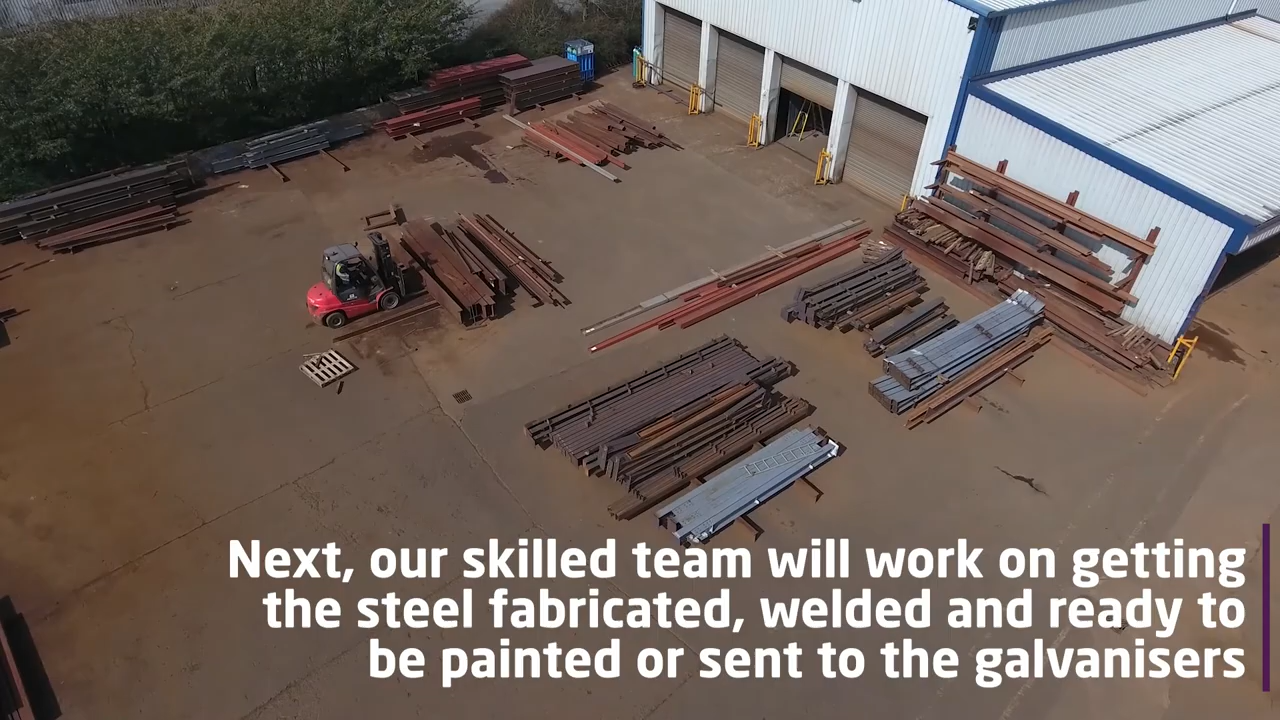 Next, our skilled team will work on getting
the steel fabricated, welded and ready to
be painted or sent to the galvanisers